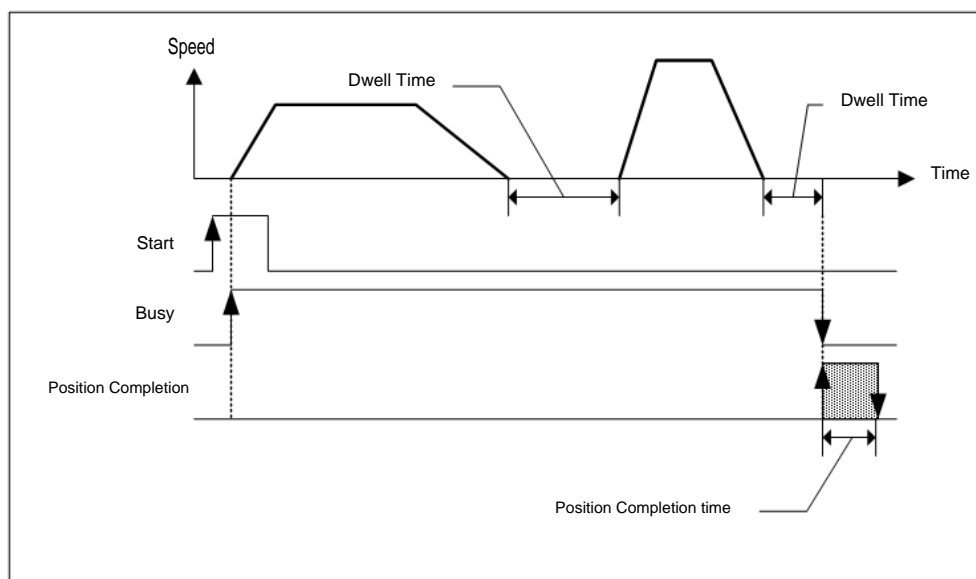 Speed
Dwell Time
Dwell Time
Time
Start
Busy
Position Completion
Position Completion time